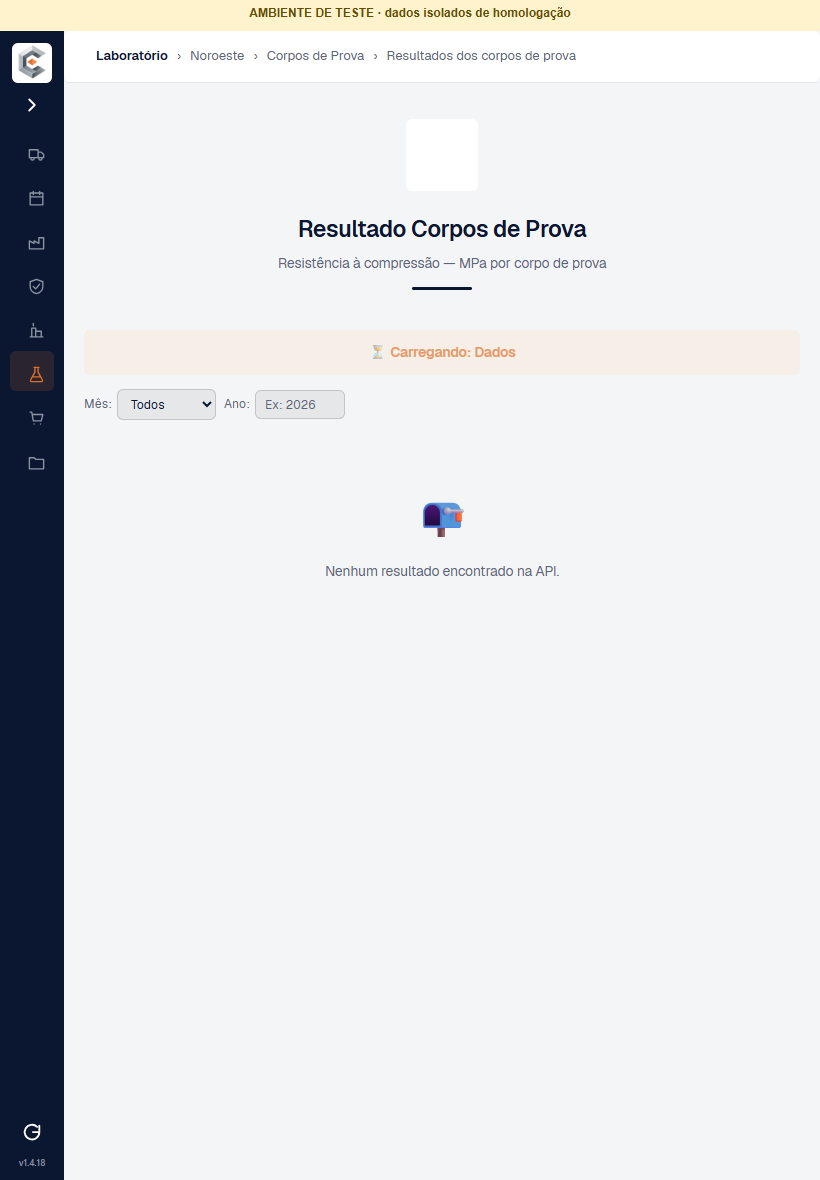 AMBIENTE DE TESTE · dados isolados de homologação
Laboratório › Noroeste › Corpos de Prova › Resultados dos corpos de prova
Resultado Corpos de Prova
Resistência à compressão — MPa por corpo de prova
⏳ Carregando: Dados
Mês: Todos Ano: Ex: 2026
Nenhum resultado encontrado na API.
v1.4.18